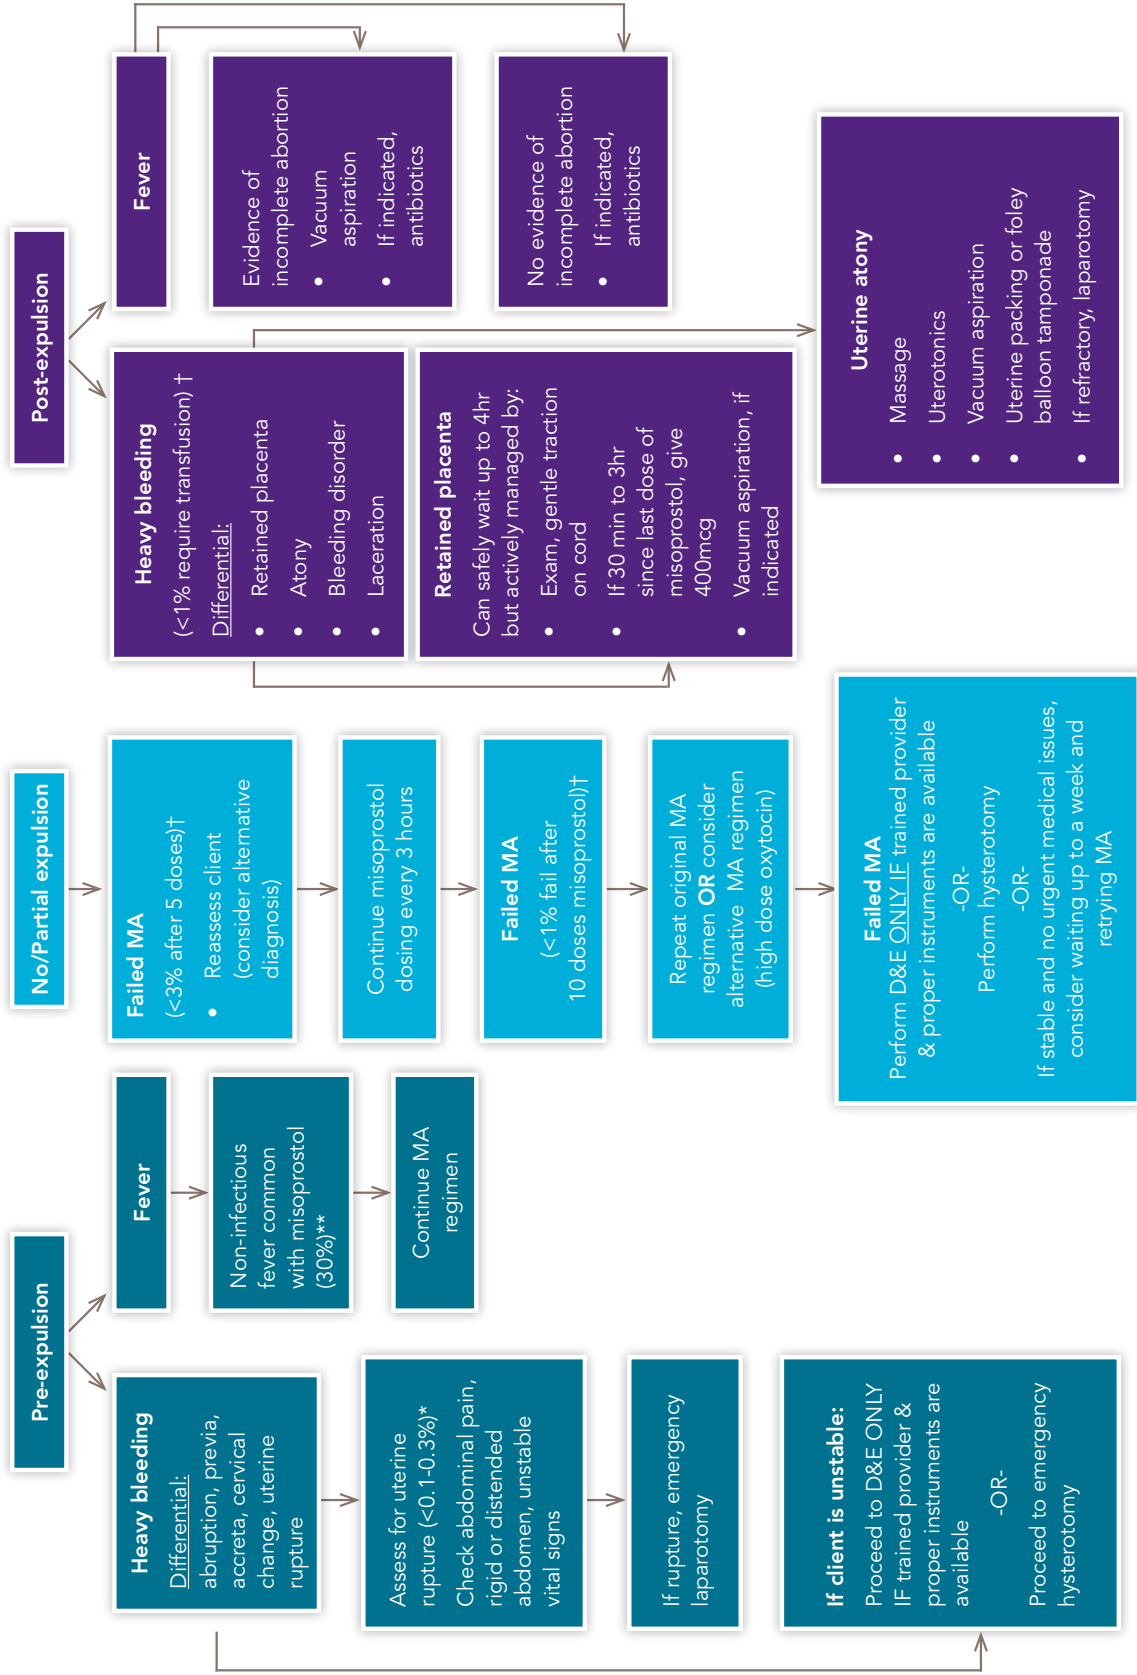 Pre-expulsion
Heavy bleeding
Differential:
abruption, previa,
accreta, cervical
change, uterine
rupture
Assess for uterine
rupture (<0.1-0.3%)*
Check abdominal pain,
rigid or distended
abdomen, unstable
vital signs
If rupture, emergency
laparotomy
If client is unstable:
Proceed to D&E ONLY
IF trained provider &
proper instruments are
available
-OR-
Proceed to emergency
hysterotomy
Fever
Non-infectious
fever common
with misoprostol
(30%)**
Continue MA
regimen
No/Partial expulsion
Failed MA
(<3% after 5 doses)†
• Reassess client
(consider alternative
diagnosis)
Continue misoprostol
dosing every 3 hours
Failed MA
(<1% fail after
10 doses misoprostol)†
Repeat original MA
regimen OR consider
alternative MA regimen
(high dose oxytocin)
Failed MA
Perform D&E ONLY IF trained provider
& proper instruments are available
-OR-
Perform hysterotomy
-OR-
If stable and no urgent medical issues,
consider waiting up to a week and
retrying MA
Post-expulsion
Heavy bleeding
(<1% require transfusion) †
Differential:
• Retained placenta
• Atony
• Bleeding disorder
• Laceration
Retained placenta
Can safely wait up to 4hr
but actively managed by:
• Exam, gentle traction
on cord
• If 30 min to 3hr
since last dose of
misoprostol, give
400mcg
• Vacuum aspiration, if
indicated
Uterine atony
• Massage
• Uterotonics
• Vacuum aspiration
• Uterine packing or foley
balloon tamponade
• If refractory, laparotomy
Fever
Evidence of
incomplete abortion
• Vacuum
aspiration
• If indicated,
antibiotics
No evidence of
incomplete abortion
• If indicated,
antibiotics